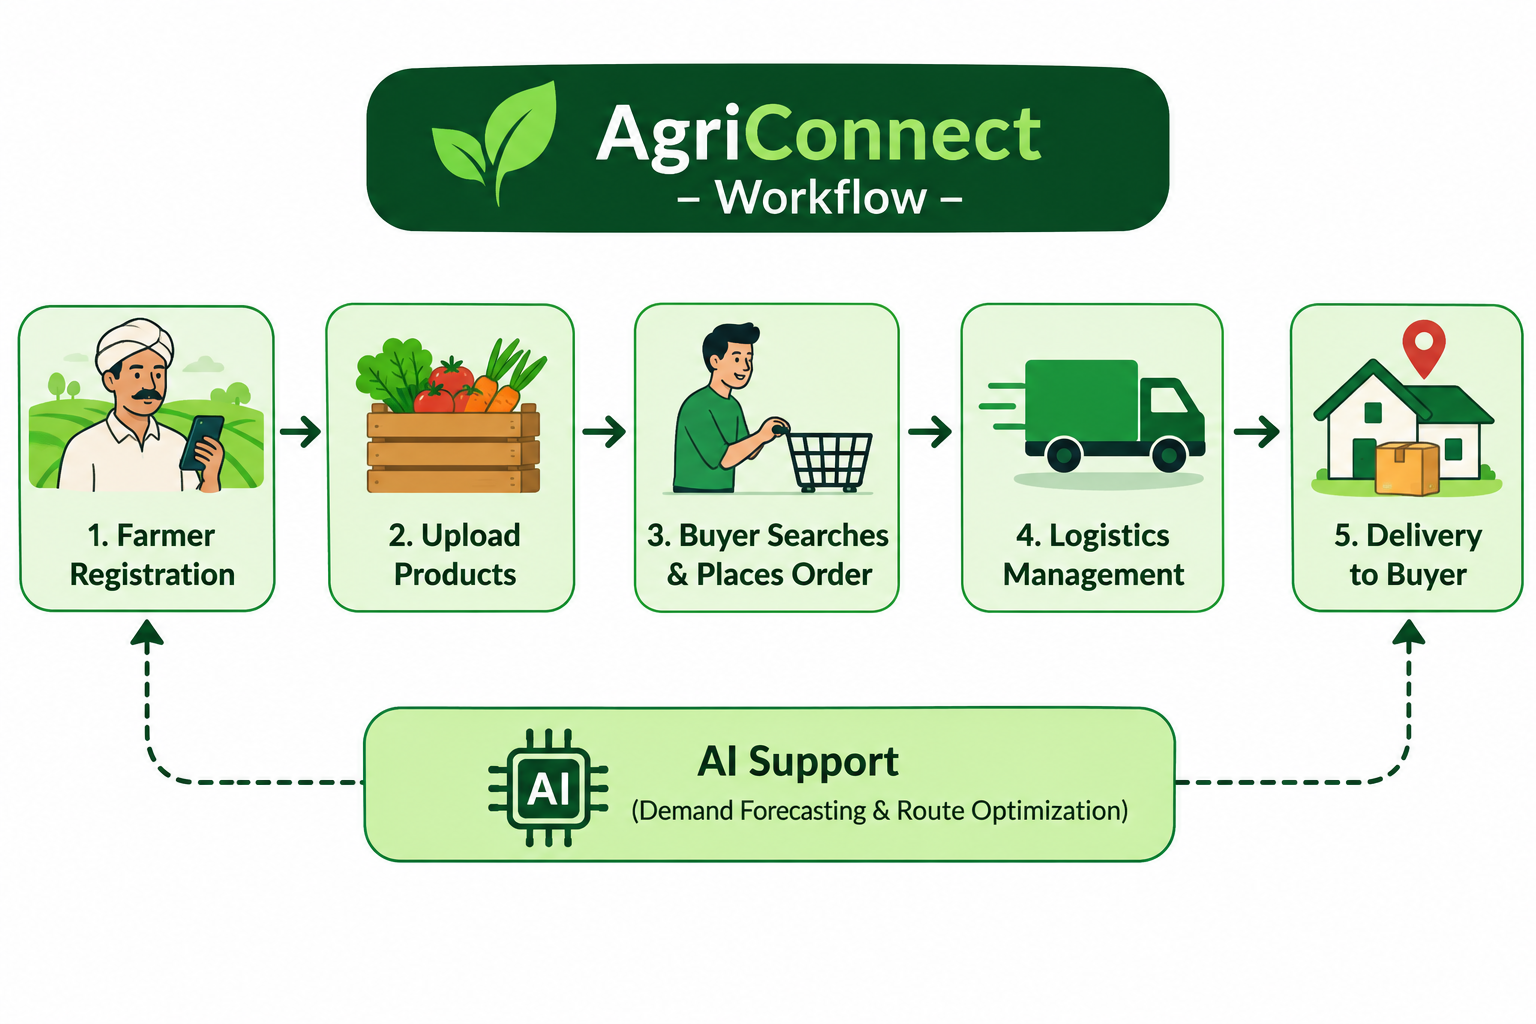 AgriConnect
– Workflow –
1. Farmer
Registration
2. Upload
Products
3. Buyer Searches
& Places Order
4. Logistics
Management
5. Delivery
to Buyer
AI
AI Support
(Demand Forecasting & Route Optimization)